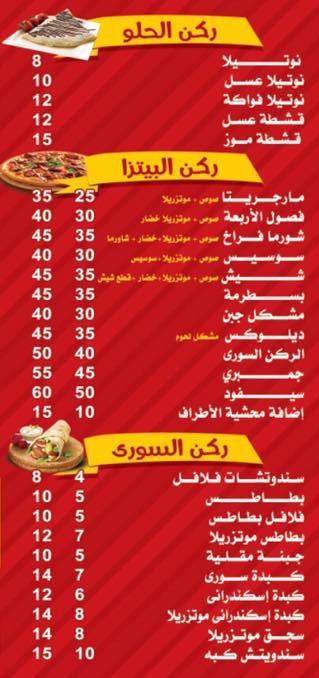 ركن الحلو
نوتيلا 8
نوتيلا عسل 10
نوتيلا فواكة 12
قشطة عسل 12
قشطة موز 15
ركن البيتزا
مارجريتا صوص + موتزريلا 25 35
فصول الأربعة صوص + موتزريلا خضار 30 40
شورما فراخ صوص + موتزريلا + خضار + شاورما 35 45
سوسيس صوص + موتزريلا + سوسيس 30 40
شيش صوص + موتزريلا + خضار + قطع شيش 35 45
بسطرمة 35 45
مشكل جبن 30 40
ديلوكس مشكل لحوم 35 45
الركن السورى 40 50
جمبري 45 55
سيفود 50 60
إضافة محشية الأطراف 10 15
ركن السورى
سندوتشات فلافل 4 8
بطاطس 5 10
فلافل بطاطس 5 10
بطاطس موتزريلا 7 12
جبنة مقلية 5 10
كبدة سورى 7 14
كبدة إسكندرانى 6 12
كبدة إسكندرانى موتزريلا 8 14
سجق موتزريلا 8 14
سندويتش كبه 10 15